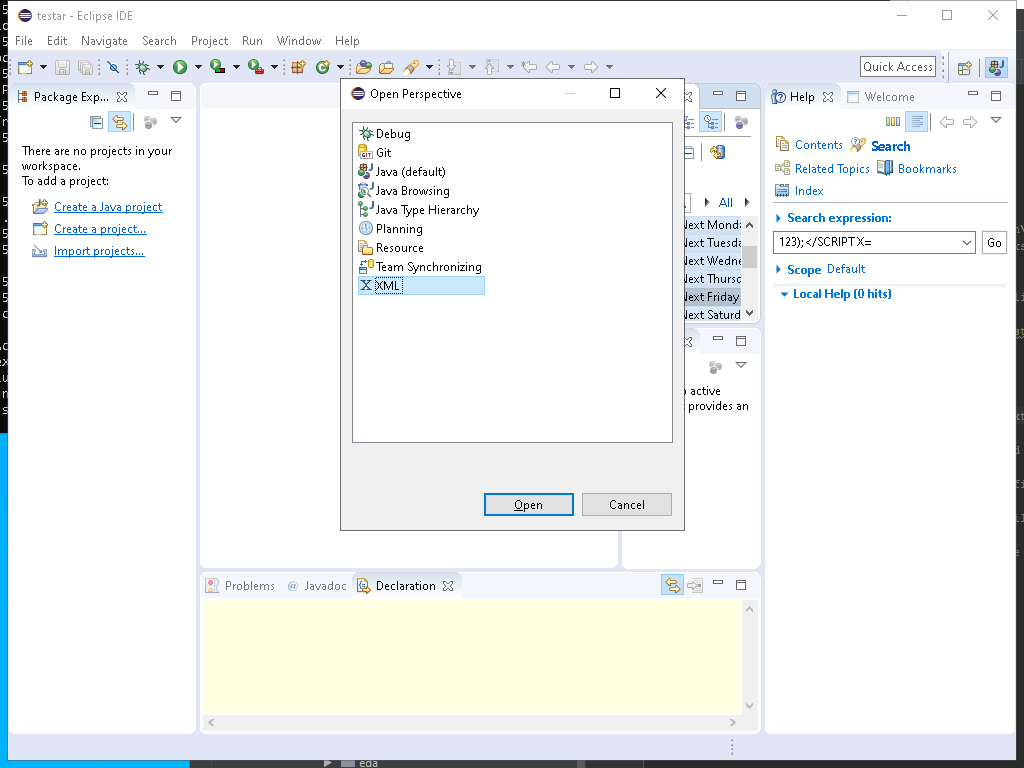 testar - Eclipse IDE
File Edit Navigate Search Project Run Window Help
Quick Access
Package Exp...
There are no projects in your
workspace.
To add a project:
Create a Java project
Create a project...
Import projects...
Open Perspective
Debug
GIT Git
Java (default)
Java Browsing
Java Type Hierarchy
Planning
Resource
Team Synchronizing
X XML
Open Cancel
All
Next Monda
Next Tuesda
Next Wedne
Next Thursd
Next Friday
Next Saturd
active
provides an
Help Welcome
Contents Search
Related Topics Bookmarks
Index
Search expression:
123);</SCRIPTX=
Go
Scope Default
Local Help (0 hits)
Problems @ Javadoc Declaration
eda